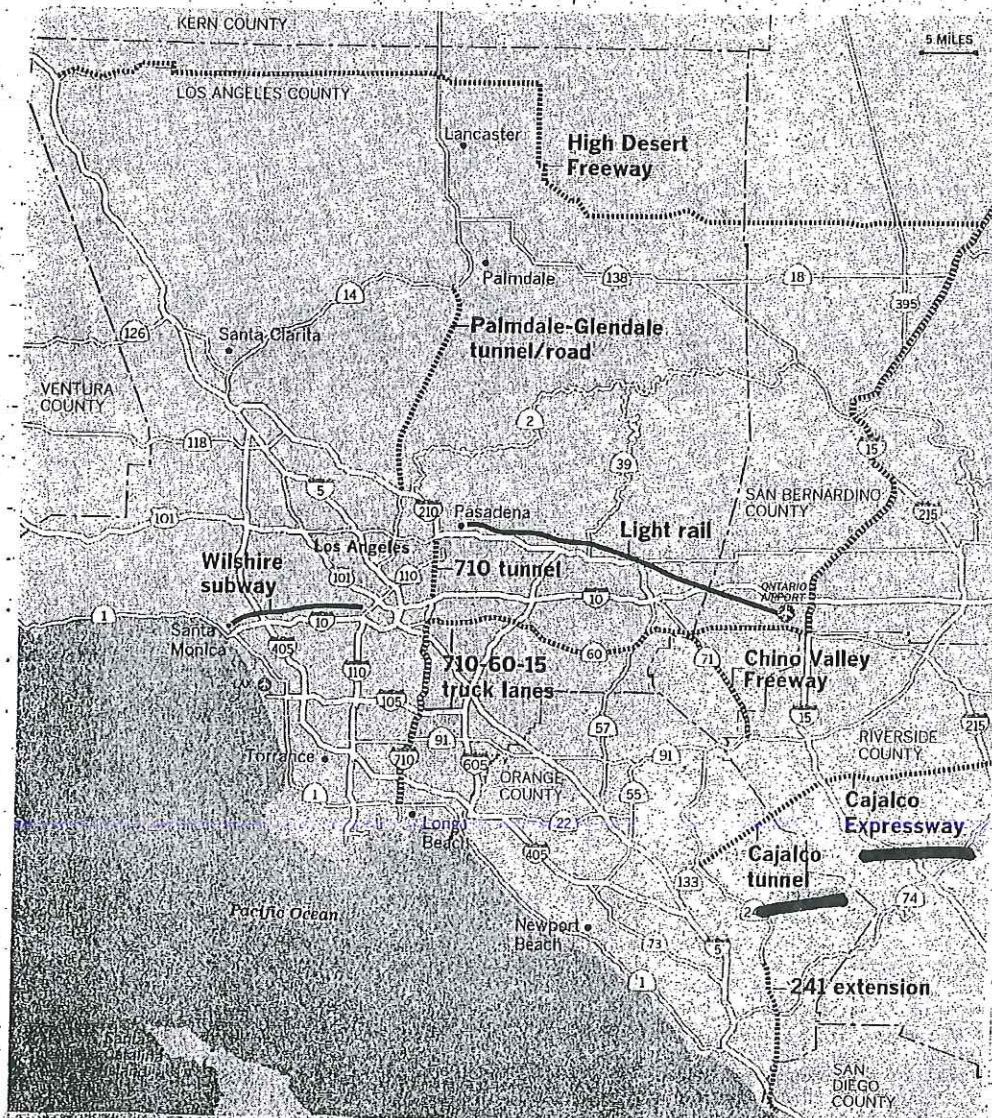 KERN COUNTY
5 MILES
LOS ANGELES COUNTY
Lancaster
High Desert
Freeway
Palmdale
138
18
14
395
126
Santa Clarita
Palmdale-Glendale
tunnel/road
VENTURA
COUNTY
2
118
39
15
5
SAN BERNARDINO
COUNTY
101
210
Pasadena
215
Light rail
Los Angeles
Wilshire
subway
101
110
710 tunnel
10
ONTARIO
AIRPORT
1
10
Santa
Monica
405
60
71
110
710-60-15
truck lanes
Chino Valley
Freeway
105
15
57
215
91
91
RIVERSIDE
COUNTY
Torrance
710
605
ORANGE
COUNTY
1
55
Cajalco
Expressway
Long
Beach
22
405
Cajalco
tunnel
133
74
Pacific Ocean
Newport
Beach
73
5
1
241 extension
SAN
DIEGO
COUNTY